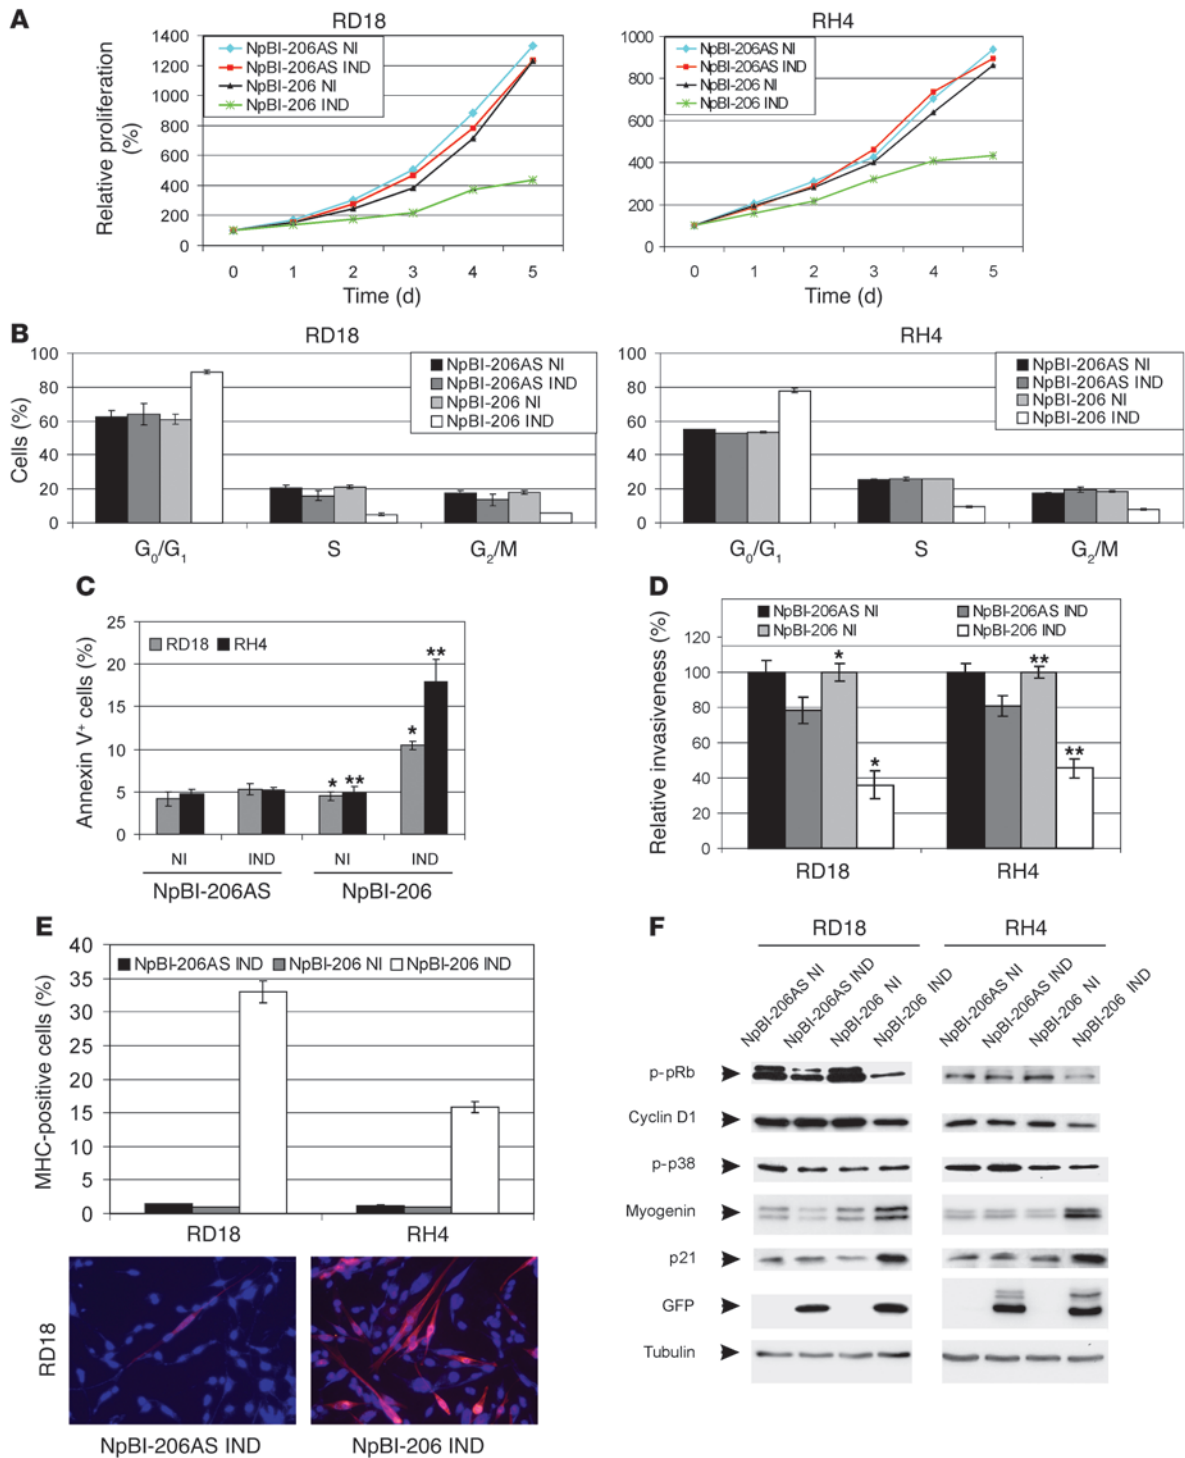 A
RD18
RH4
Relative proliferation
(%)
1400
1200
1000
800
600
400
200
0
NpBI-206AS NI
NpBI-206AS IND
NpBI-206 NI
NpBI-206 IND
0 1 2 3 4 5
Time (d)
1000
800
600
400
200
0
NpBI-206AS NI
NpBI-206AS IND
NpBI-206 NI
NpBI-206 IND
0 1 2 3 4 5
Time (d)
B
RD18
RH4
Cells (%)
100
80
60
40
20
0
NpBI-206AS NI
NpBI-206AS IND
NpBI-206 NI
NpBI-206 IND
G0/G1 S G2/M
100
80
60
40
20
0
NpBI-206AS NI
NpBI-206AS IND
NpBI-206 NI
NpBI-206 IND
G0/G1 S G2/M
C
Annexin V+ cells (%)
25
20
15
10
5
0
RD18 RH4
* ** * **
NI IND NI IND
NpBI-206AS NpBI-206
D
Relative invasiveness (%)
120
100
80
60
40
20
0
NpBI-206AS NI NpBI-206AS IND
NpBI-206 NI NpBI-206 IND
* * ** **
RD18 RH4
E
MHC-positive cells (%)
40
35
30
25
20
15
10
5
0
NpBI-206AS IND NpBI-206 NI NpBI-206 IND
RD18 RH4
RD18
NpBI-206AS IND NpBI-206 IND
F
RD18 RH4
NpBI-206AS NI
NpBI-206AS IND
NpBI-206 NI
NpBI-206 IND
NpBI-206AS NI
NpBI-206AS IND
NpBI-206 NI
NpBI-206 IND
p-pRb
Cyclin D1
p-p38
Myogenin
p21
GFP
Tubulin